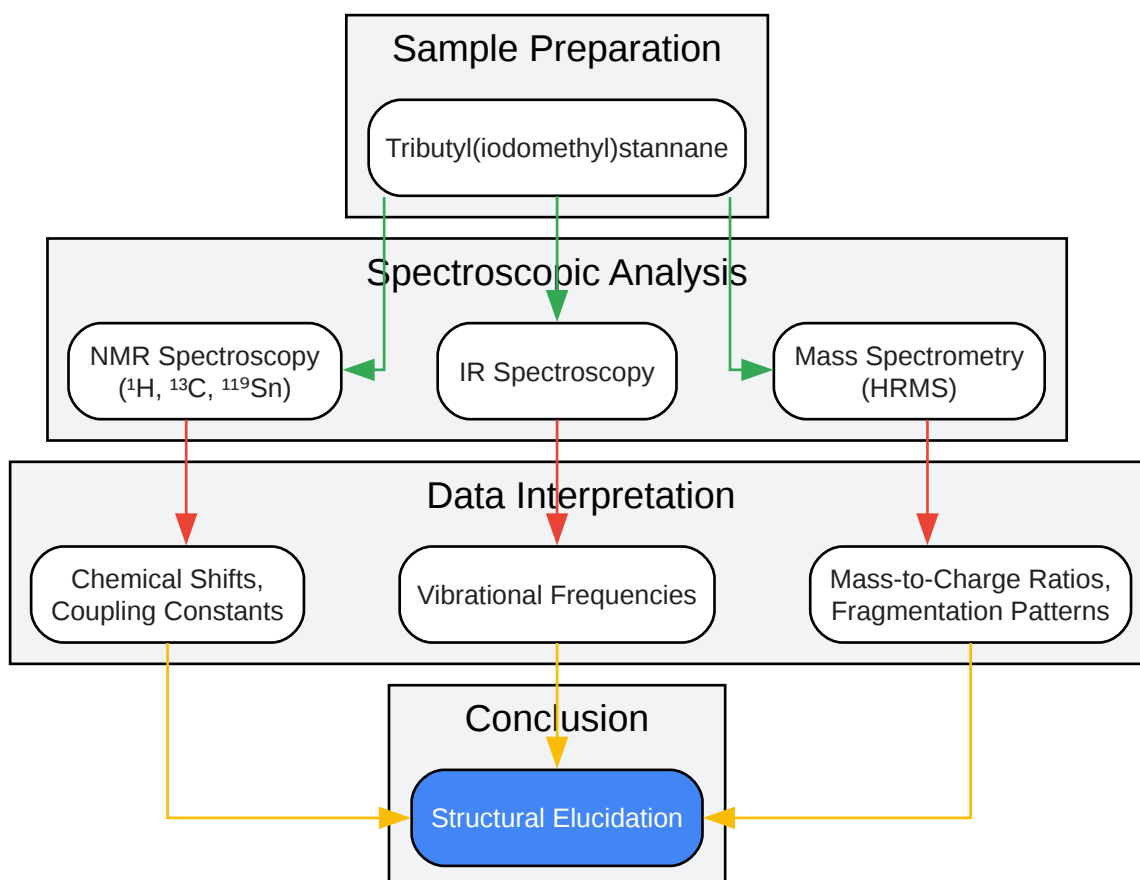 Sample Preparation
Tributyl(iodomethyl)stannane
Spectroscopic Analysis
NMR Spectroscopy
(¹H, ¹³C, ¹¹⁹Sn)
IR Spectroscopy
Mass Spectrometry
(HRMS)
Data Interpretation
Chemical Shifts,
Coupling Constants
Vibrational Frequencies
Mass-to-Charge Ratios,
Fragmentation Patterns
Conclusion
Structural Elucidation